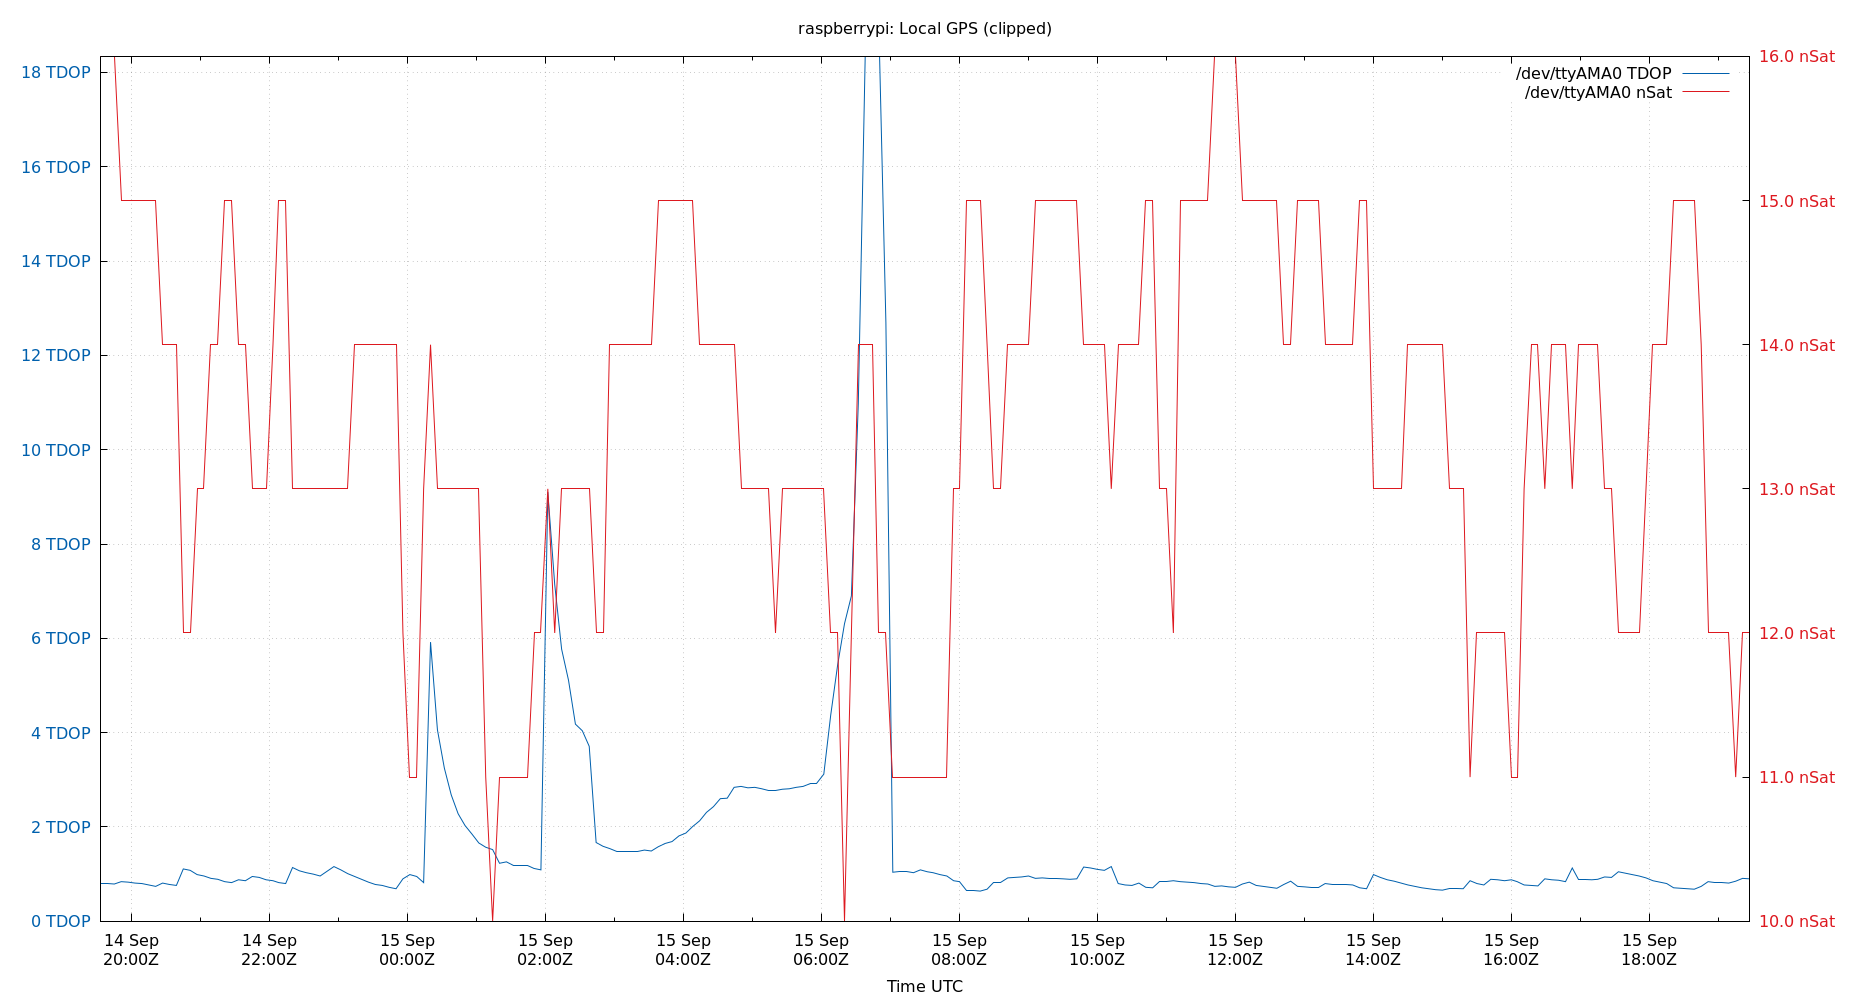 raspberrypi: Local GPS (clipped)
/dev/ttyAMA0 TDOP
/dev/ttyAMA0 nSat
18 TDOP
16 TDOP
14 TDOP
12 TDOP
10 TDOP
8 TDOP
6 TDOP
4 TDOP
2 TDOP
0 TDOP
16.0 nSat
15.0 nSat
14.0 nSat
13.0 nSat
12.0 nSat
11.0 nSat
10.0 nSat
14 Sep 14 Sep 15 Sep 15 Sep 15 Sep 15 Sep 15 Sep 15 Sep 15 Sep 15 Sep 15 Sep 15 Sep
20:00Z 22:00Z 00:00Z 02:00Z 04:00Z 06:00Z 08:00Z 10:00Z 12:00Z 14:00Z 16:00Z 18:00Z
Time UTC